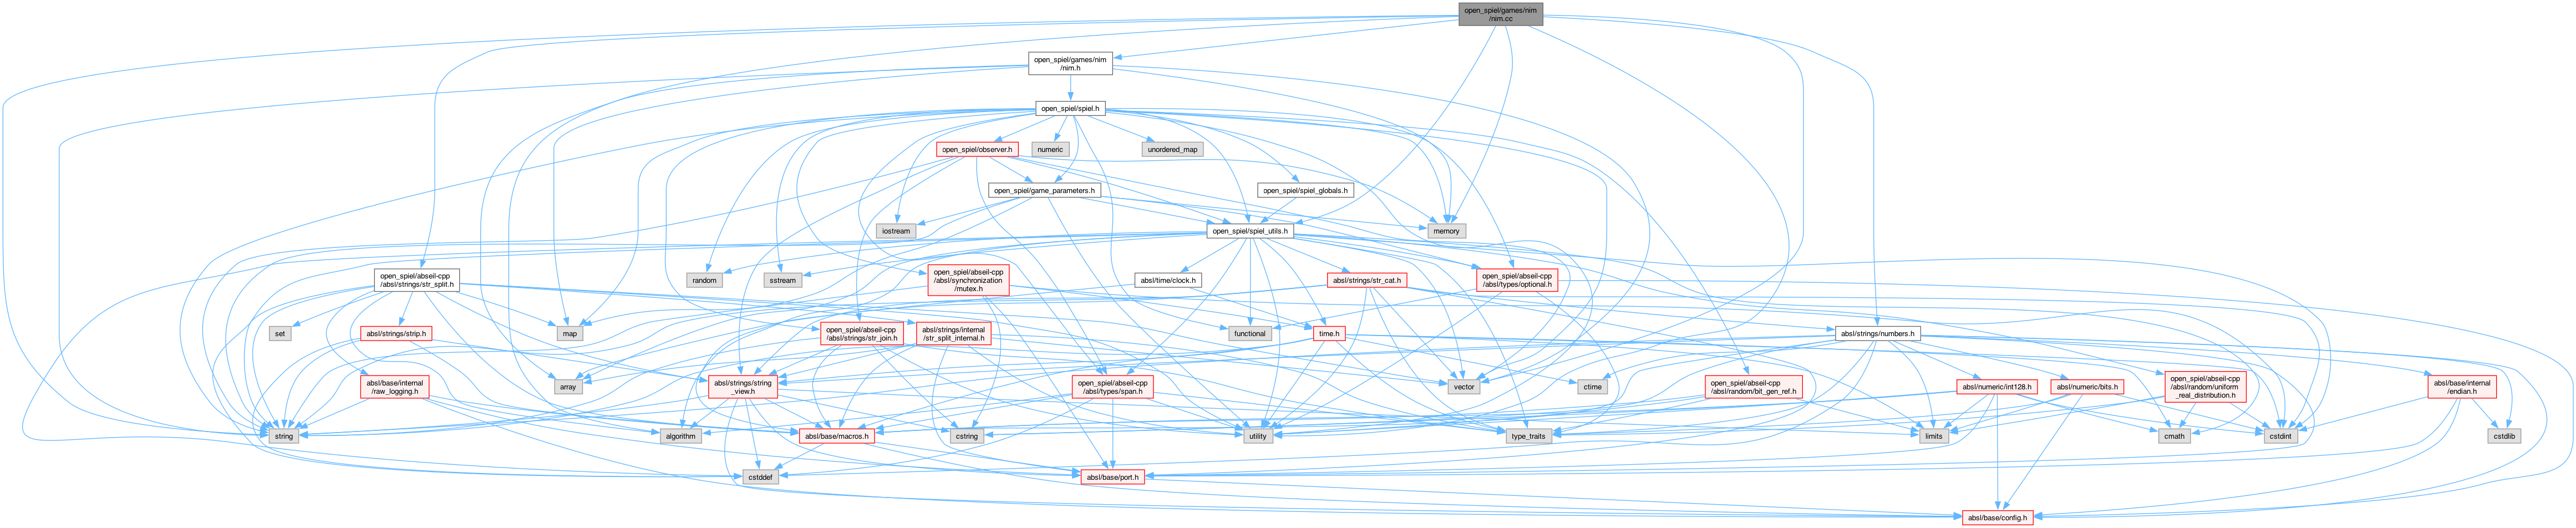 open_spiel/games/nim
/nim.cc
open_spiel/games/nim
/nim.h
open_spiel/spiel.h
open_spiel/observer.h
numeric
unordered_map
open_spiel/game_parameters.h
open_spiel/spiel_globals.h
iostream
open_spiel/spiel_utils.h
memory
open_spiel/abseil-cpp
/absl/strings/str_split.h
random
sstream
open_spiel/abseil-cpp
/absl/synchronization
/mutex.h
absl/time/clock.h
absl/strings/str_cat.h
open_spiel/abseil-cpp
/absl/types/optional.h
set
absl/strings/strip.h
map
open_spiel/abseil-cpp
/absl/strings/str_join.h
absl/strings/internal
/str_split_internal.h
functional
time.h
absl/strings/numbers.h
absl/base/internal
/raw_logging.h
array
absl/strings/string
_view.h
open_spiel/abseil-cpp
/absl/types/span.h
vector
ctime
open_spiel/abseil-cpp
/absl/random/bit_gen_ref.h
absl/numeric/int128.h
absl/numeric/bits.h
open_spiel/abseil-cpp
/absl/random/uniform
_real_distribution.h
absl/base/internal
/endian.h
string
algorithm
absl/base/macros.h
cstring
utility
type_traits
limits
cmath
cstdint
cstdlib
cstddef
absl/base/port.h
absl/base/config.h